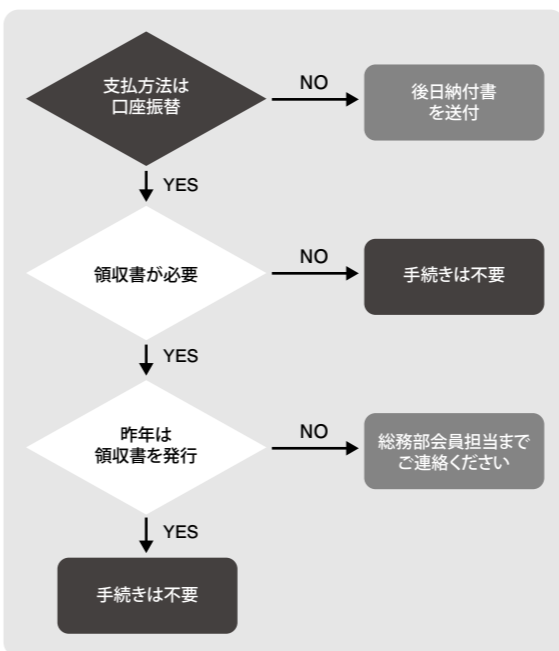 支払方法は
口座振替
NO
後日納付書
を送付
YES
領収書が必要
NO
手続きは不要
YES
昨年は
領収書を発行
NO
総務部会員担当まで
ご連絡ください
YES
手続きは不要